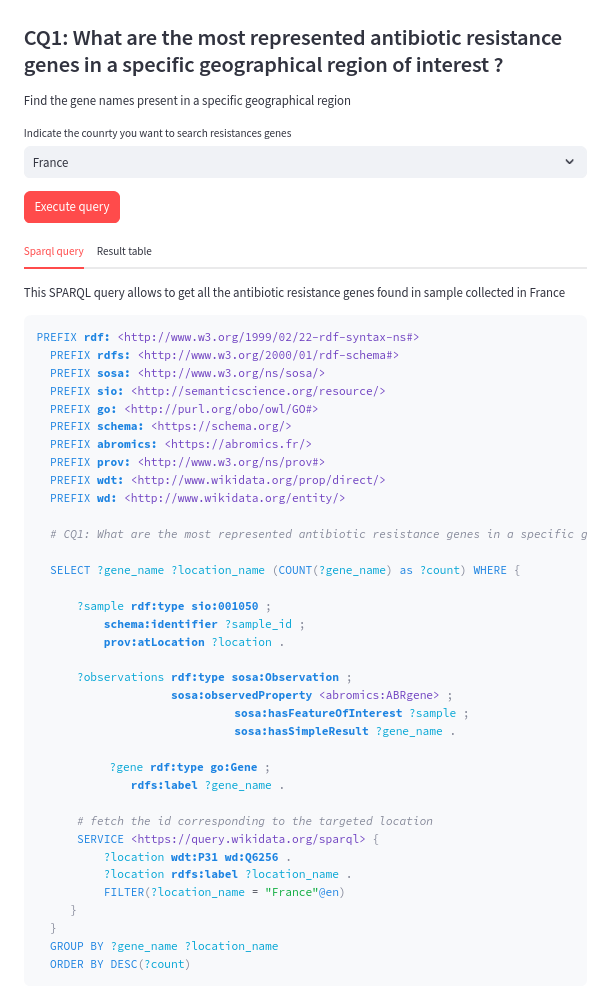 CQ1: What are the most represented antibiotic resistance
genes in a specific geographical region of interest ?
Find the gene names present in a specific geographical region
Indicate the counrty you want to search resistances genes
France
Execute query
Sparql query Result table
This SPARQL query allows to get all the antibiotic resistance genes found in sample collected in France
PREFIX rdf: <http://www.w3.org/1999/02/22-rdf-syntax-ns#>
PREFIX rdfs: <http://www.w3.org/2000/01/rdf-schema#>
PREFIX sosa: <http://www.w3.org/ns/sosa/>
PREFIX sio: <http://semanticscience.org/resource/>
PREFIX go: <http://purl.org/obo/owl/GO#>
PREFIX schema: <https://schema.org/>
PREFIX abromics: <https://abromics.fr/>
PREFIX prov: <http://www.w3.org/ns/prov#>
PREFIX wdt: <http://www.wikidata.org/prop/direct/>
PREFIX wd: <http://www.wikidata.org/entity/>
# CQ1: What are the most represented antibiotic resistance genes in a specific g
SELECT ?gene_name ?location_name (COUNT(?gene_name) as ?count) WHERE {
?sample rdf:type sio:001050 ;
schema:identifier ?sample_id ;
prov:atLocation ?location .
?observations rdf:type sosa:Observation ;
sosa:observedProperty <abromics:ABRgene> ;
sosa:hasFeatureOfInterest ?sample ;
sosa:hasSimpleResult ?gene_name .
?gene rdf:type go:Gene ;
rdfs:label ?gene_name .
# fetch the id corresponding to the targeted location
SERVICE <https://query.wikidata.org/sparql> {
?location wdt:P31 wd:Q6256 .
?location rdfs:label ?location_name .
FILTER(?location_name = "France"@en)
}
}
GROUP BY ?gene_name ?location_name
ORDER BY DESC(?count)